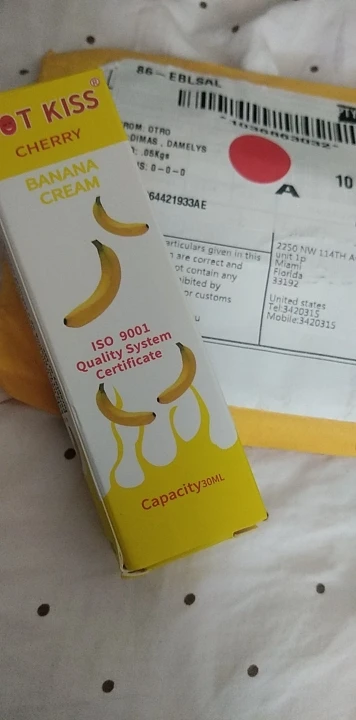 OT KISS®
CHERRY
BANANA
CREAM
ISO 9001
Quality System
Certificate
Capacity30ML
86-EBLSAL
ROM. OTRO
DIMAS , DAMELYS
.05Kgs
S: 0-0-0
A
10
64421933AE
articulars given in this
are correct and
ot contain any
ibited by
or customs
u
2250 NW 114TH A
unit 1p
Miami
Florida
33192
United states
Tel:3420315
Mobile:3420315